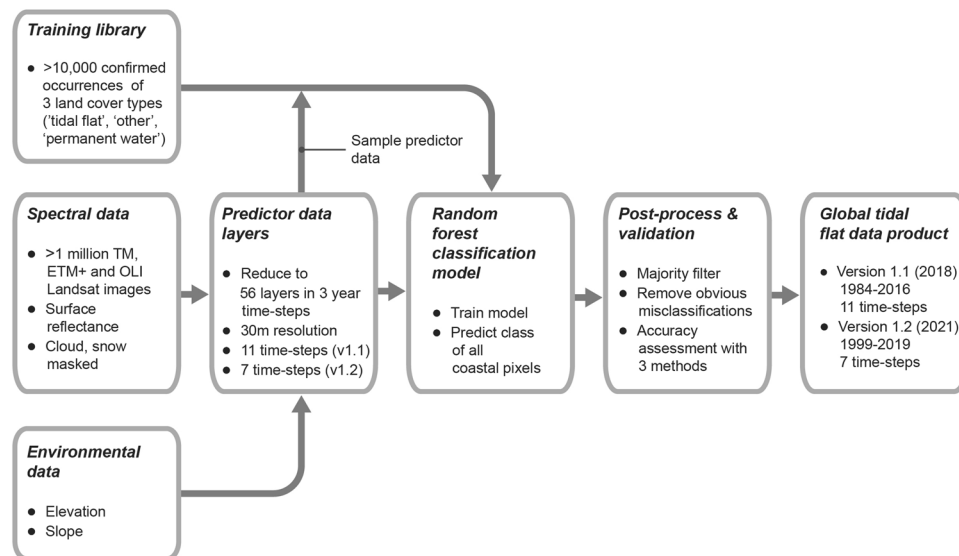 Training library
● >10,000 confirmed
occurrences of
3 land cover types
('tidal flat', 'other',
'permanent water')
Sample predictor
data
Spectral data
● >1 million TM,
ETM+ and OLI
Landsat images
● Surface
reflectance
● Cloud, snow
masked
Predictor data
layers
● Reduce to
56 layers in 3 year
time-steps
● 30m resolution
● 11 time-steps (v1.1)
● 7 time-steps (v1.2)
Random
forest
classification
model
● Train model
● Predict class
of all
coastal pixels
Post-process &
validation
● Majority filter
● Remove obvious
misclassifications
● Accuracy
assessment with
3 methods
Global tidal
flat data product
● Version 1.1 (2018)
1984-2016
11 time-steps
● Version 1.2 (2021)
1999-2019
7 time-steps
Environmental
data
● Elevation
● Slope